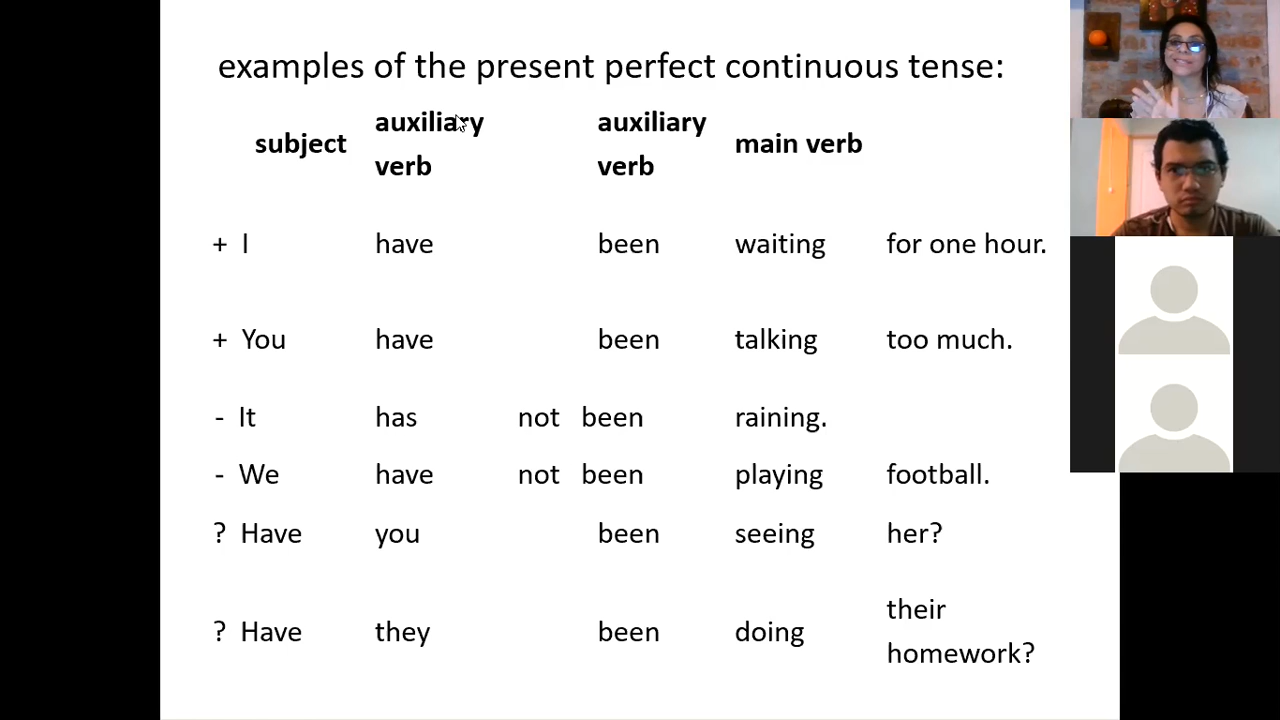 examples of the present perfect continuous tense:
subject auxiliary verb auxiliary verb main verb
+ I have been waiting for one hour.
+ You have been talking too much.
- It has not been raining.
- We have not been playing football.
? Have you been seeing her?
? Have they been doing their homework?